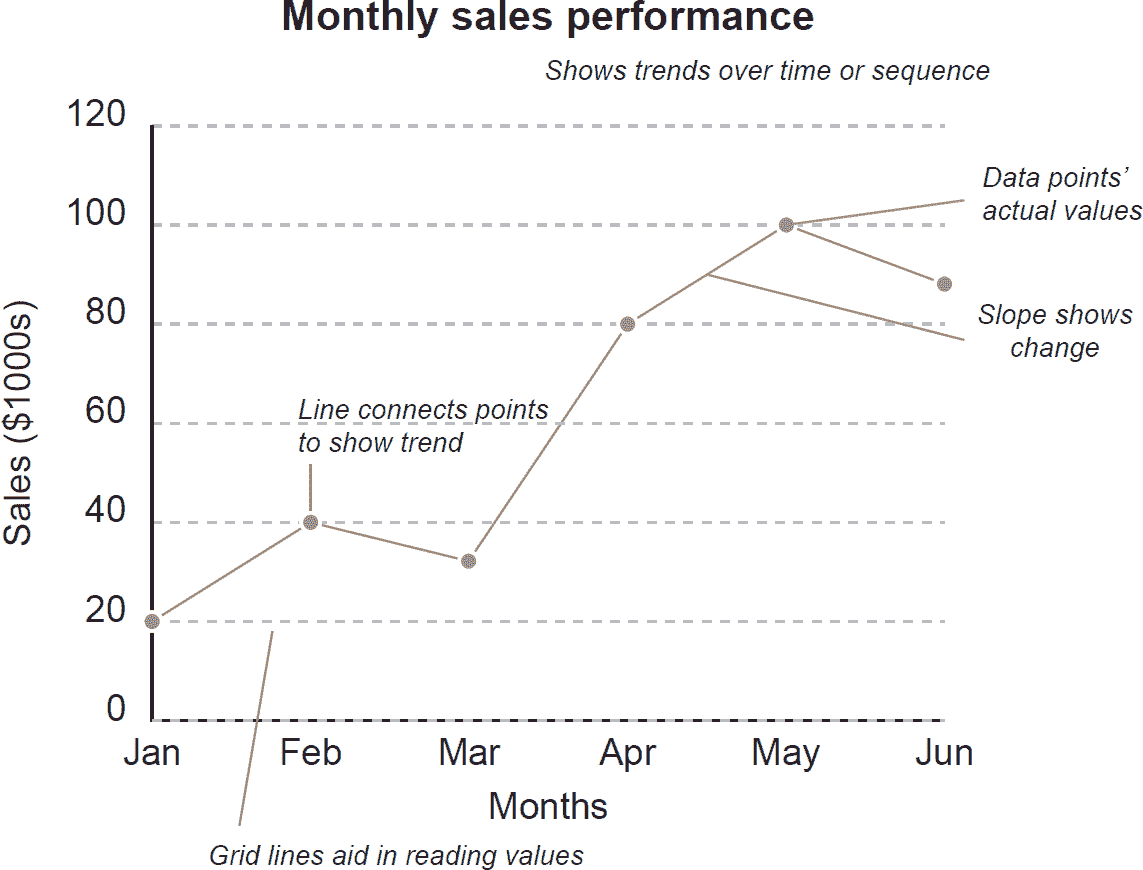 Monthly sales performance
Shows trends over time or sequence
120
100
80
60
40
20
0
Sales ($1000s)
Data points’
actual values
Slope shows
change
Line connects points
to show trend
Jan Feb Mar Apr May Jun
Months
Grid lines aid in reading values